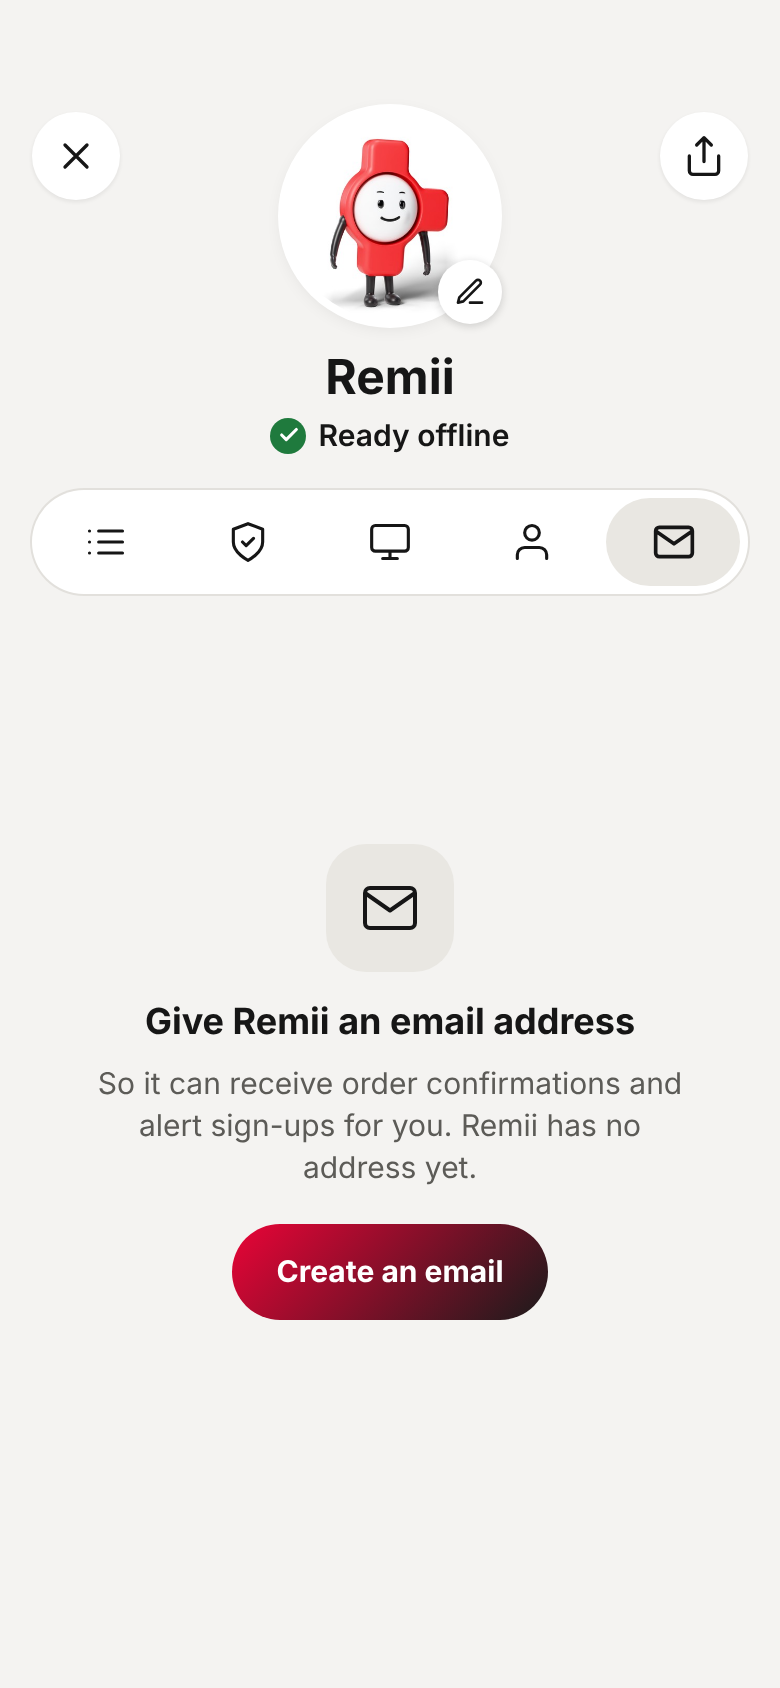 Remii
Ready offline
Give Remii an email address
So it can receive order confirmations and
alert sign-ups for you. Remii has no
address yet.
Create an email